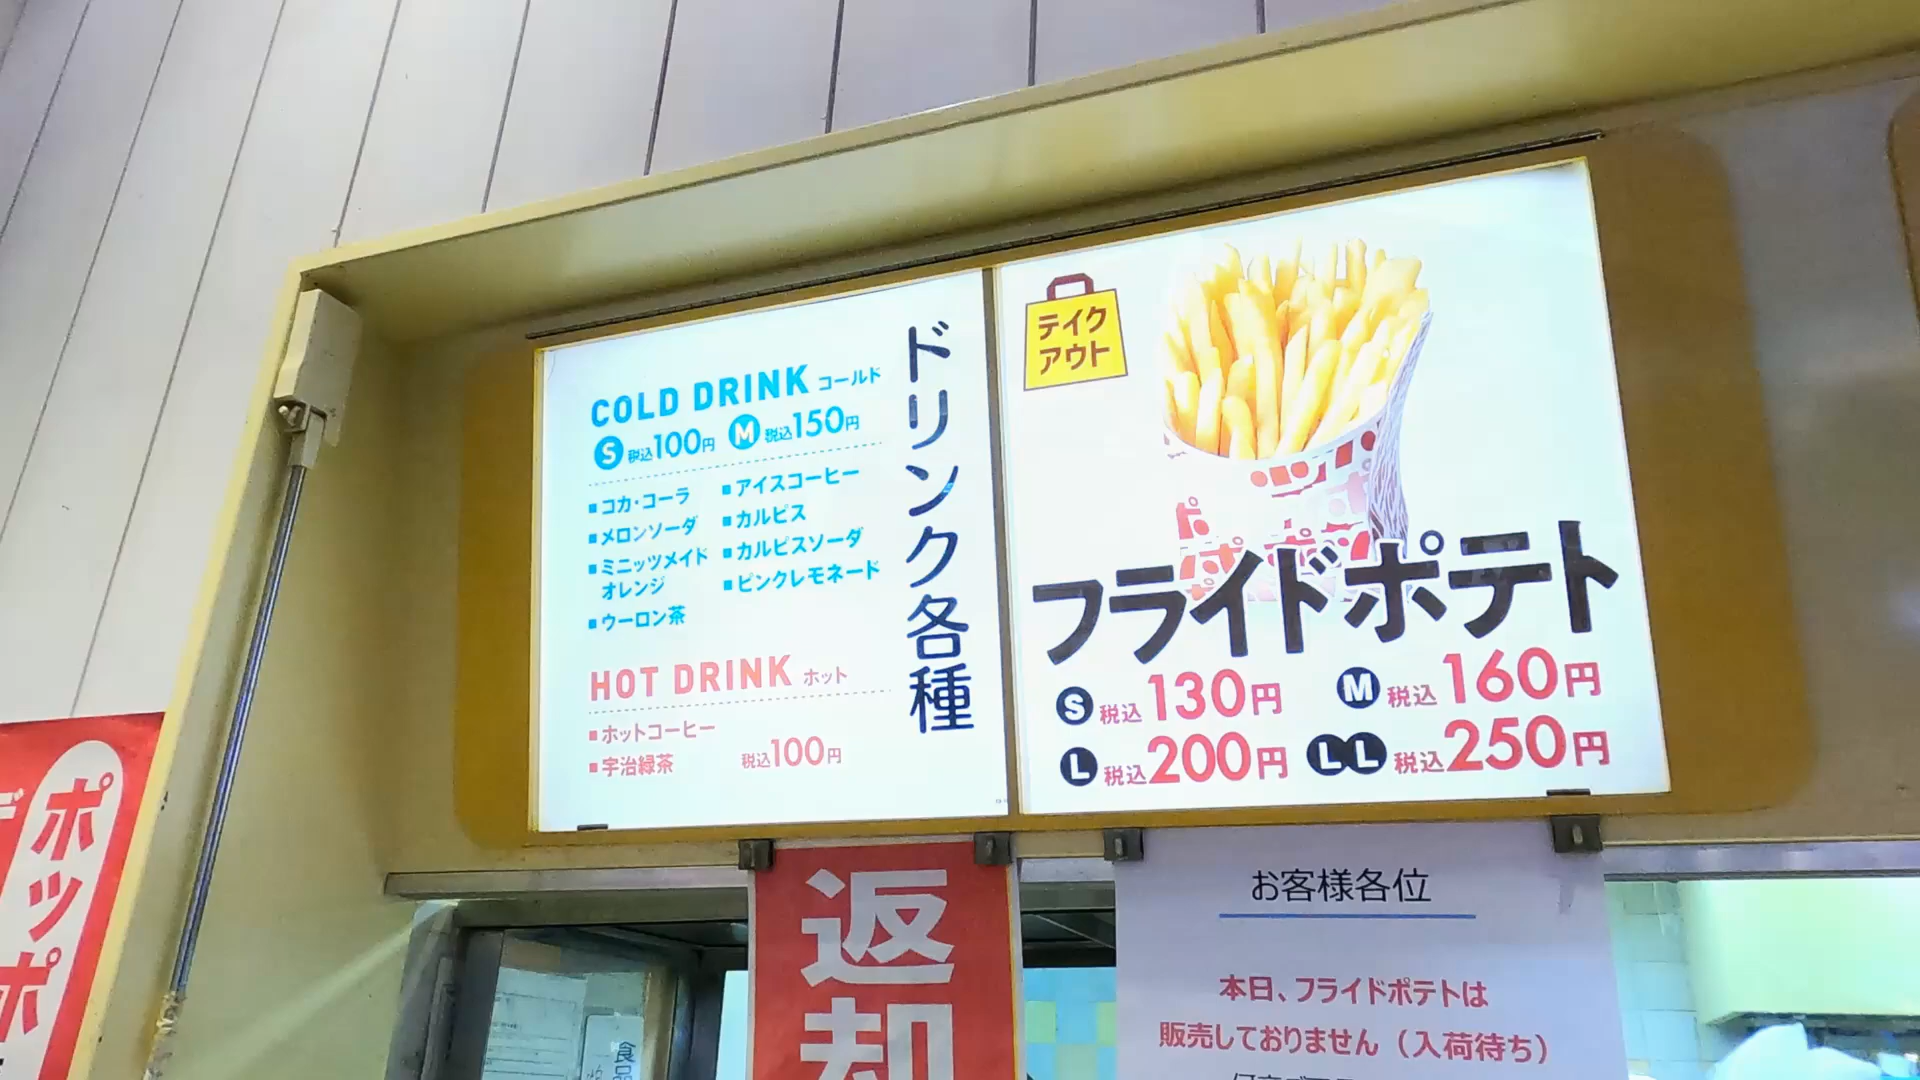 COLD DRINK コールド
S 税込100円 M 税込150円
■コカ・コーラ
■メロンソーダ
■ミニッツメイド
オレンジ
■ウーロン茶
■アイスコーヒー
■カルピス
■カルピスソーダ
■ピンクレモネード
HOT DRINK ホット
■ホットコーヒー
■宇治緑茶 税込100円
ドリンク各種
テイク
アウト
フライドポテト
S 税込130円 M 税込160円
L 税込200円 LL 税込250円
ポッポ
返却
お客様各位
本日、フライドポテトは
販売しておりません（入荷待ち）
食品